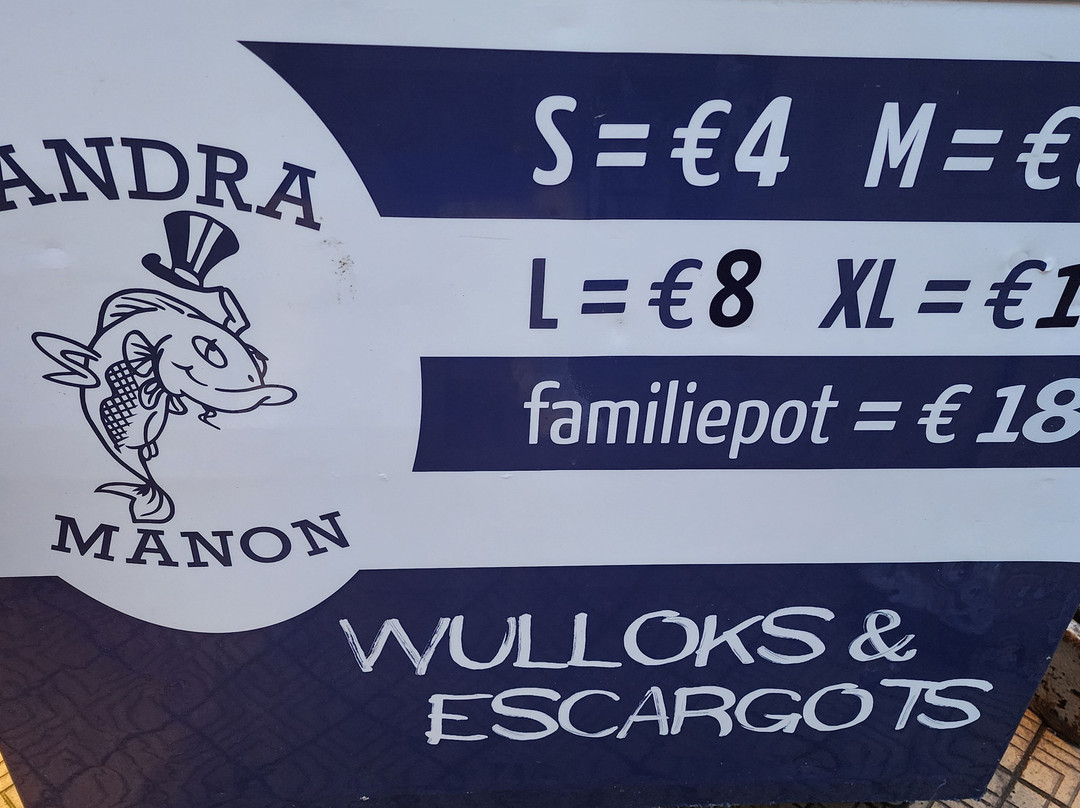 ANDRA
MANON
S = €4 M = €
L = €8 XL = €1
familiepot = € 18
WULLOKS &
ESCARGOTS